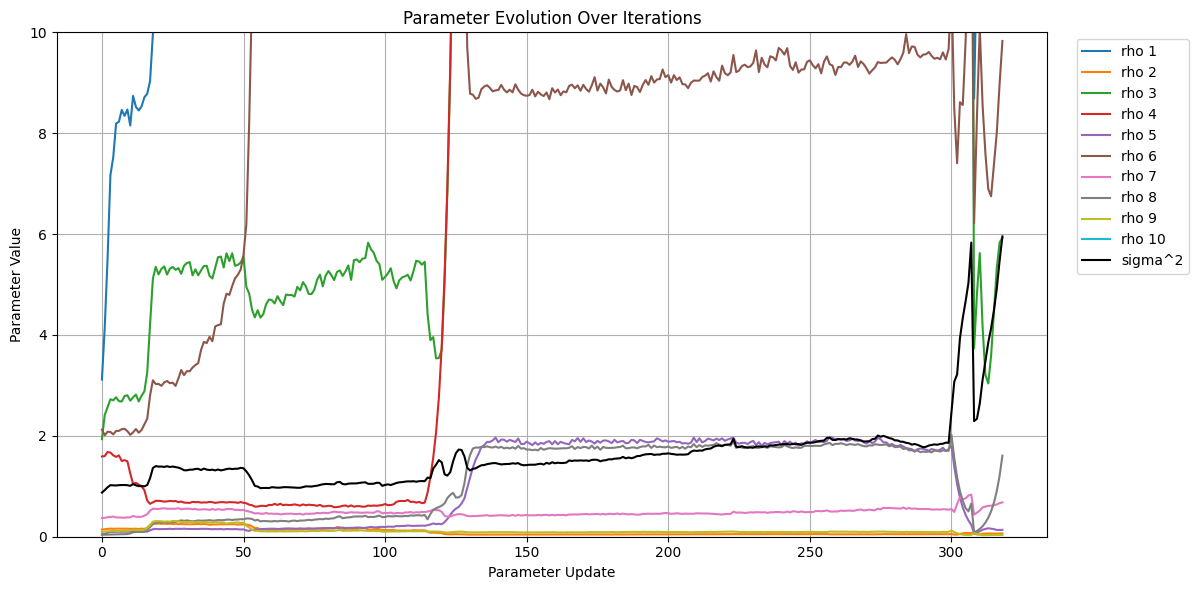 Parameter Evolution Over Iterations
Parameter Value
10
8
6
4
2
0
0
50
100
150
200
250
300
Parameter Update
rho 1
rho 2
rho 3
rho 4
rho 5
rho 6
rho 7
rho 8
rho 9
rho 10
sigma^2